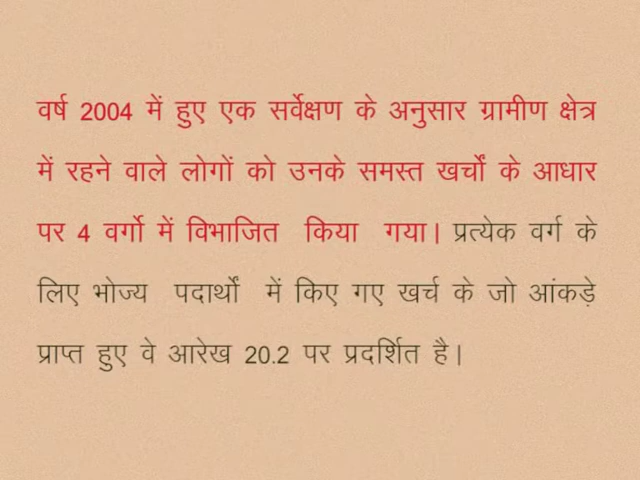 वर्ष 2004 में हुए एक सर्वेक्षण के अनुसार ग्रामीण क्षेत्र
में रहने वाले लोगों को उनके समस्त खर्चों के आधार
पर 4 वर्गो में विभाजित किया गया। प्रत्येक वर्ग के
लिए भोज्य पदार्थों में किए गए खर्च के जो आंकड़े
प्राप्त हुए वे आरेख 20.2 पर प्रदर्शित है।